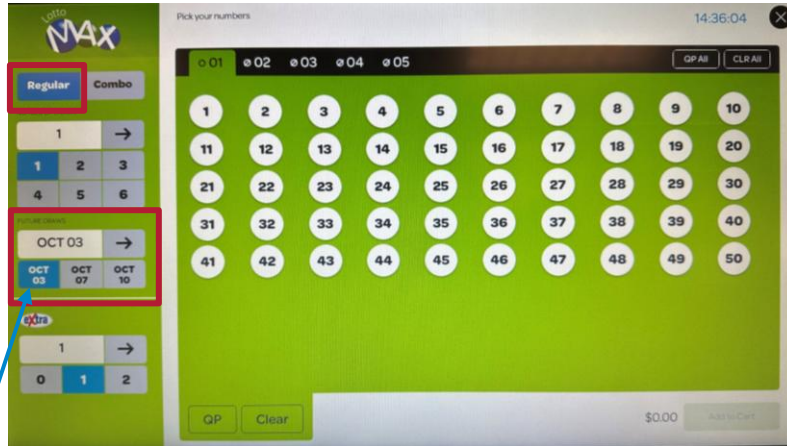 Lotto
MAX
Pick your numbers
14:36:04
X
Regular Combo
1 →
1 2 3
4 5 6
FUTURE DRAWS
OCT 03 →
OCT 03 OCT 07 OCT 10
extra
1 →
0 1 2
01 02 03 04 05
QP All CLR All
1 2 3 4 5 6 7 8 9 10
11 12 13 14 15 16 17 18 19 20
21 22 23 24 25 26 27 28 29 30
31 32 33 34 35 36 37 38 39 40
41 42 43 44 45 46 47 48 49 50
QP Clear
$0.00 Add to Cart